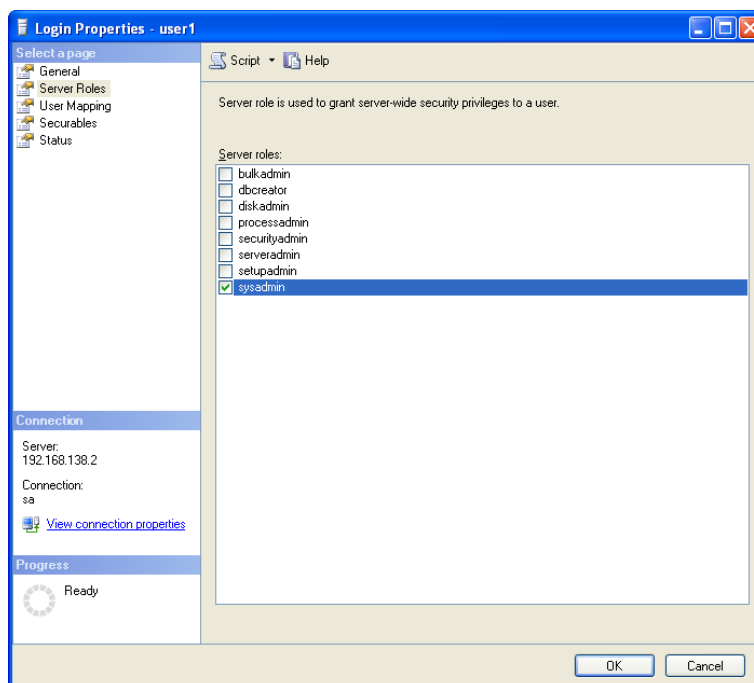 Login Properties - user1
Select a page
General
Server Roles
User Mapping
Securables
Status
Script
Help
Server role is used to grant server-wide security privileges to a user.
Server roles:
bulkadmin
dbcreator
diskadmin
processadmin
securityadmin
serveradmin
setupadmin
sysadmin
Connection
Server:
192.168.138.2
Connection:
sa
View connection properties
Progress
Ready
OK
Cancel